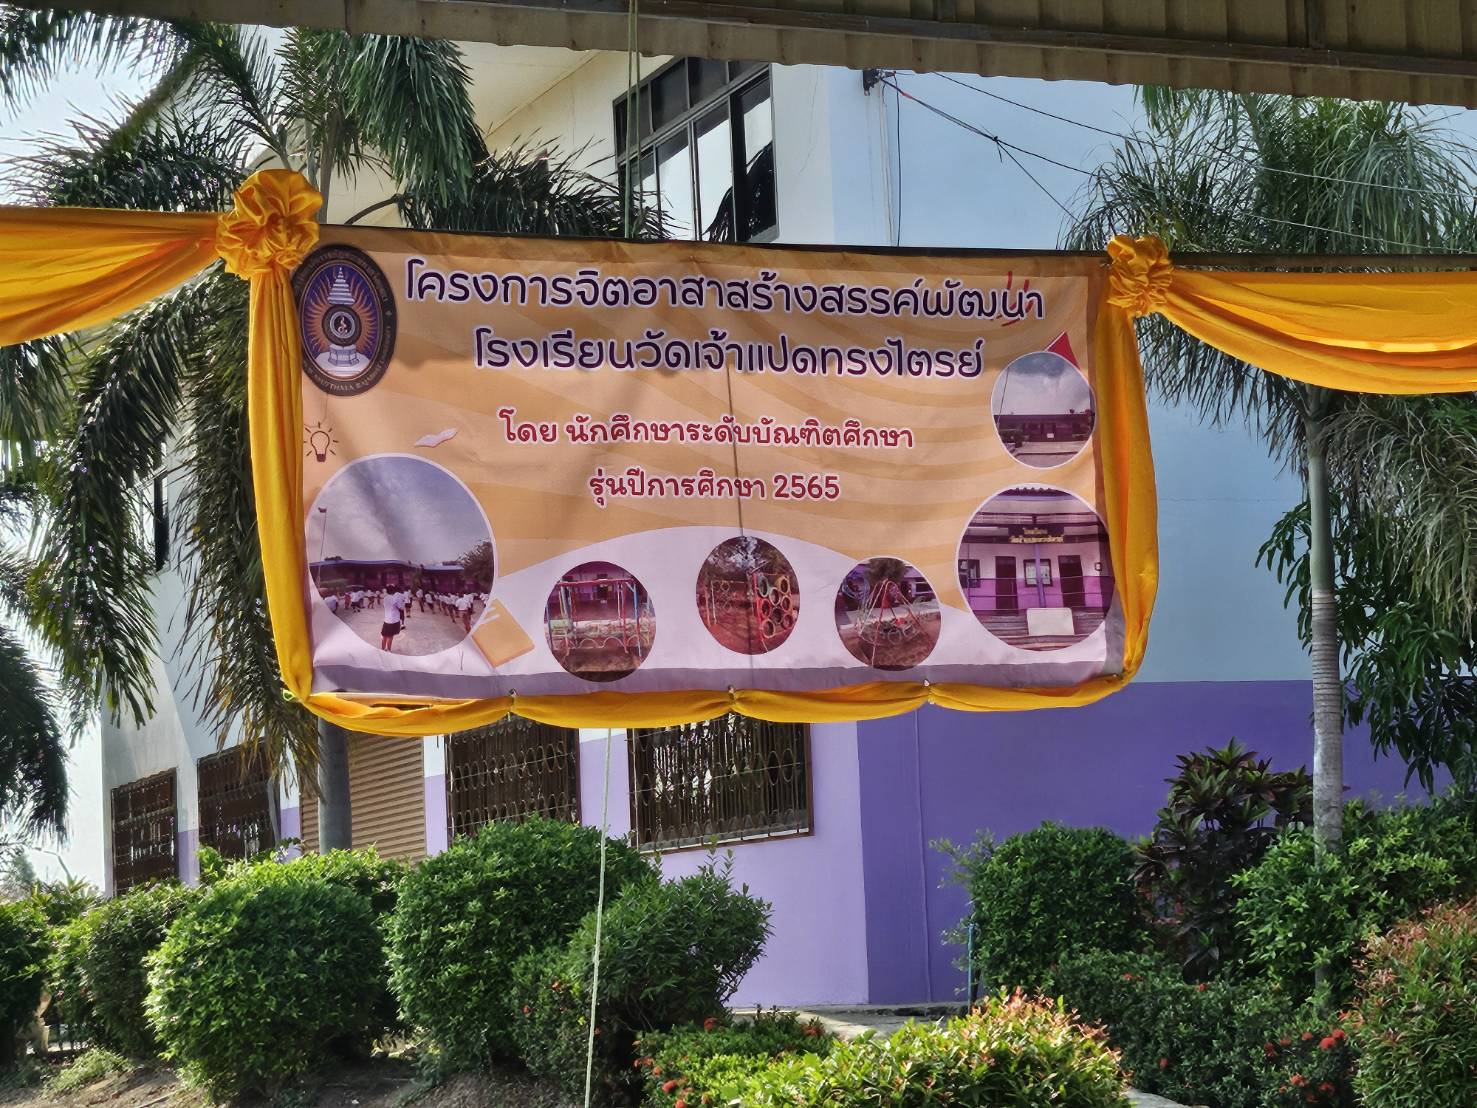 โครงการจิตอาสาสร้างสรรค์พัฒนา
โรงเรียนวัดเจ้าแปดทรงไตรย์
โดย นักศึกษาระดับบัณฑิตศึกษา
รุ่นปีการศึกษา 2565